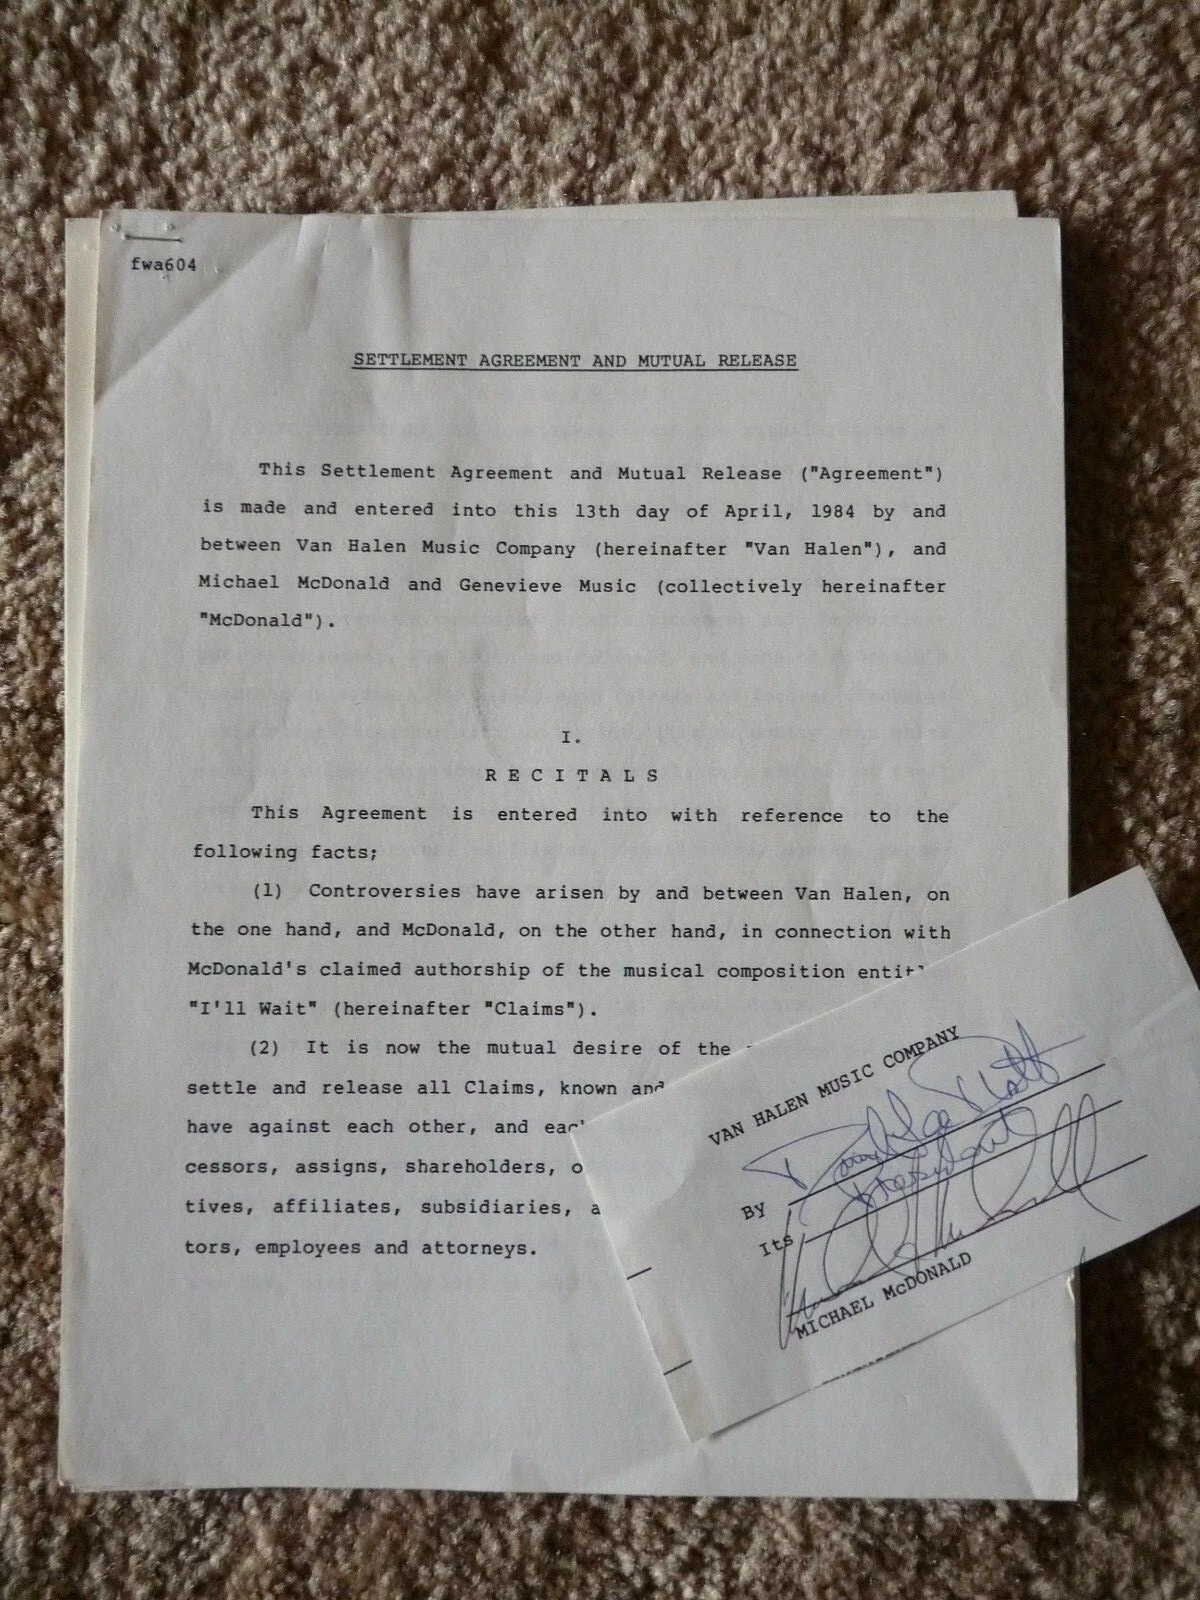 fwa604
SETTLEMENT AGREEMENT AND MUTUAL RELEASE
This Settlement Agreement and Mutual Release ("Agreement")
is made and entered into this 13th day of April, 1984 by and
between Van Halen Music Company (hereinafter "Van Halen"), and
Michael McDonald and Genevieve Music (collectively hereinafter
"McDonald").
I.
R E C I T A L S
This Agreement is entered into with reference to the
following facts;
(1) Controversies have arisen by and between Van Halen, on
the one hand, and McDonald, on the other hand, in connection with
McDonald's claimed authorship of the musical composition
"I'll Wait" (hereinafter "Claims").
(2) It is now the mutual desire of the
settle and release all Claims, known and
have against each other, and
cessors, assigns, shareholders,
tives, affiliates, subsidiaries,
tors, employees and attorneys.
VAN HALEN MUSIC COMPANY
By
Its President
MICHAEL McDONALD